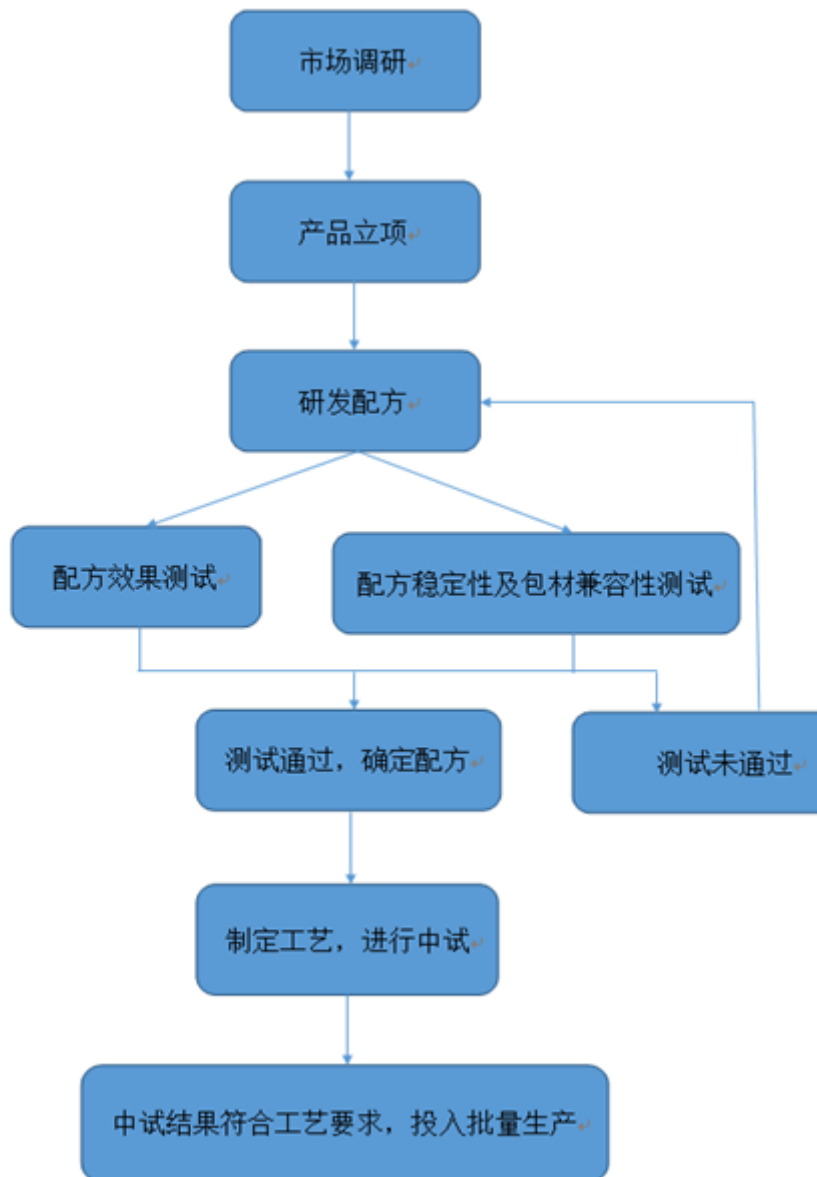 市场调研
产品立项
研发配方
配方效果测试
配方稳定性及包材兼容性测试
测试通过，确定配方
测试未通过
制定工艺，进行中试
中试结果符合工艺要求，投入批量生产